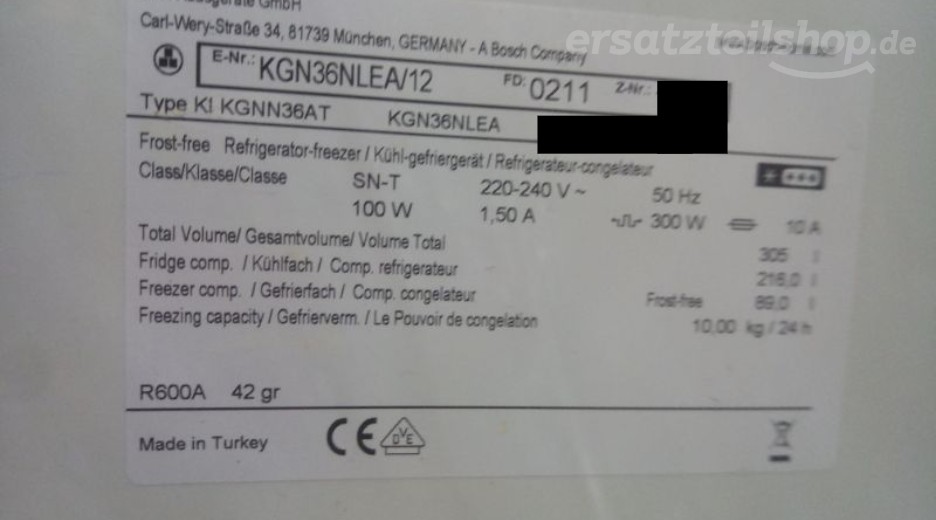 GmbH
Carl-Wery-Straße 34, 81739 München, GERMANY - A Bosch Company
ersatzteilshop.de
E-Nr.: KGN36NLEA/12 FD: 0211 Z-Nr.:
Type KI KGNN36AT KGN36NLEA
Frost-free Refrigerator-freezer / Kühl-gefriergerät / Refrigerateur-congelateur
Class/Klasse/Classe SN-T 220-240 V ~ 50 Hz
100 W 1,50 A 300 W 10 A
Total Volume/ Gesamtvolume/ Volume Total 305 l
Fridge comp. / Kühlfach / Comp. refrigerateur 216,0 l
Freezer comp. / Gefrierfach / Comp. congelateur Frost-free 89,0 l
Freezing capacity / Gefrierverm. / Le Pouvoir de congelation 10,00 kg / 24 h
R600A 42 gr
Made in Turkey CE DVE